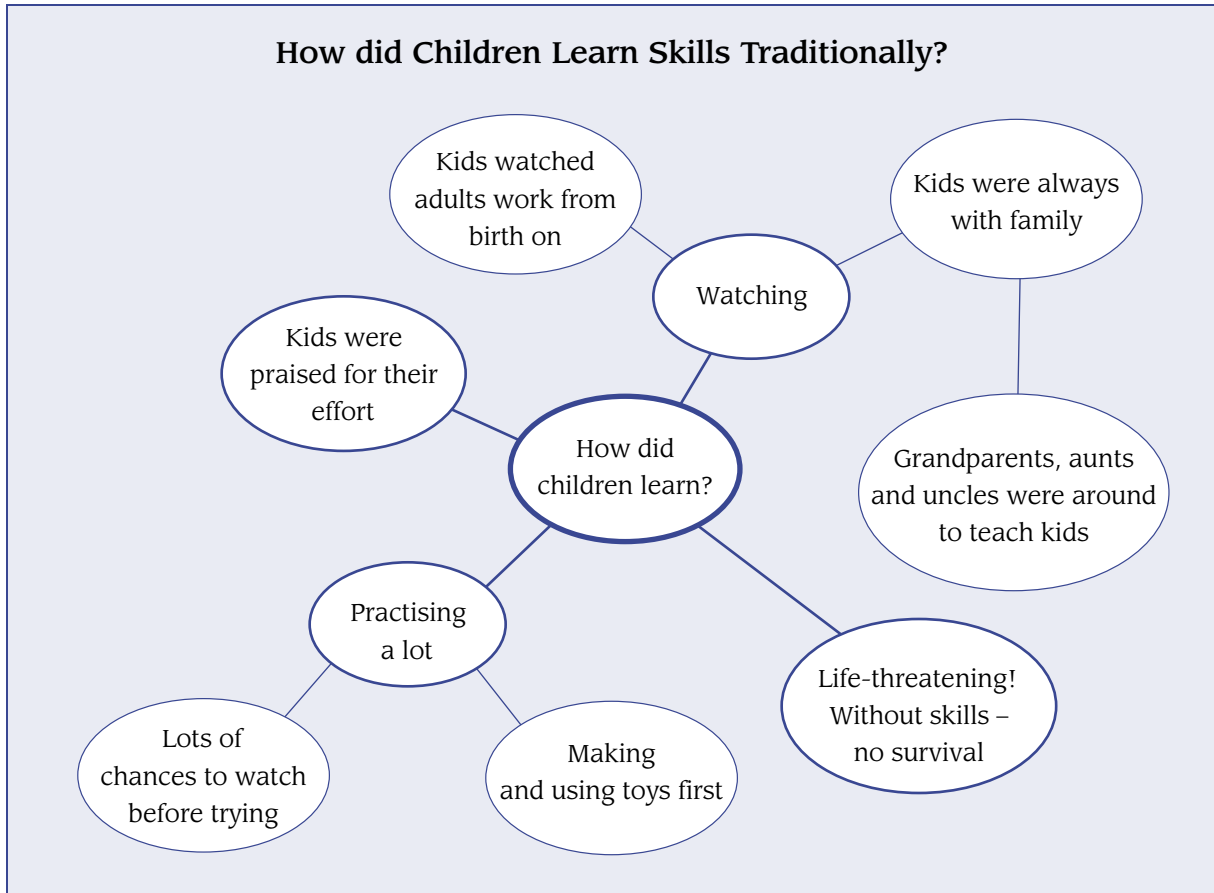 How did Children Learn Skills Traditionally?
Kids watched
adults work from
birth on
Kids were always
with family
Watching
Kids were
praised for their
effort
How did
children learn?
Grandparents, aunts
and uncles were around
to teach kids
Practising
a lot
Life-threatening!
Without skills –
no survival
Lots of
chances to watch
before trying
Making
and using toys first